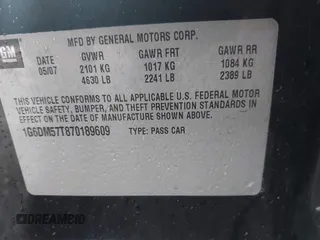 GM
MFD BY GENERAL MOTORS CORP.
DATE GVWR GAWR FRT GAWR RR
05/07 2101 KG 1017 KG 1084 KG
4630 LB 2241 LB 2389 LB
THIS VEHICLE CONFORMS TO ALL APPLICABLE U.S. FEDERAL MOTOR
VEHICLE SAFETY, BUMPER, AND THEFT PREVENTION STANDARDS IN
EFFECT ON THE DATE OF MANUFACTURE SHOWN ABOVE.
1G6DM57T870189609 TYPE: PASS CAR
DREAMBID